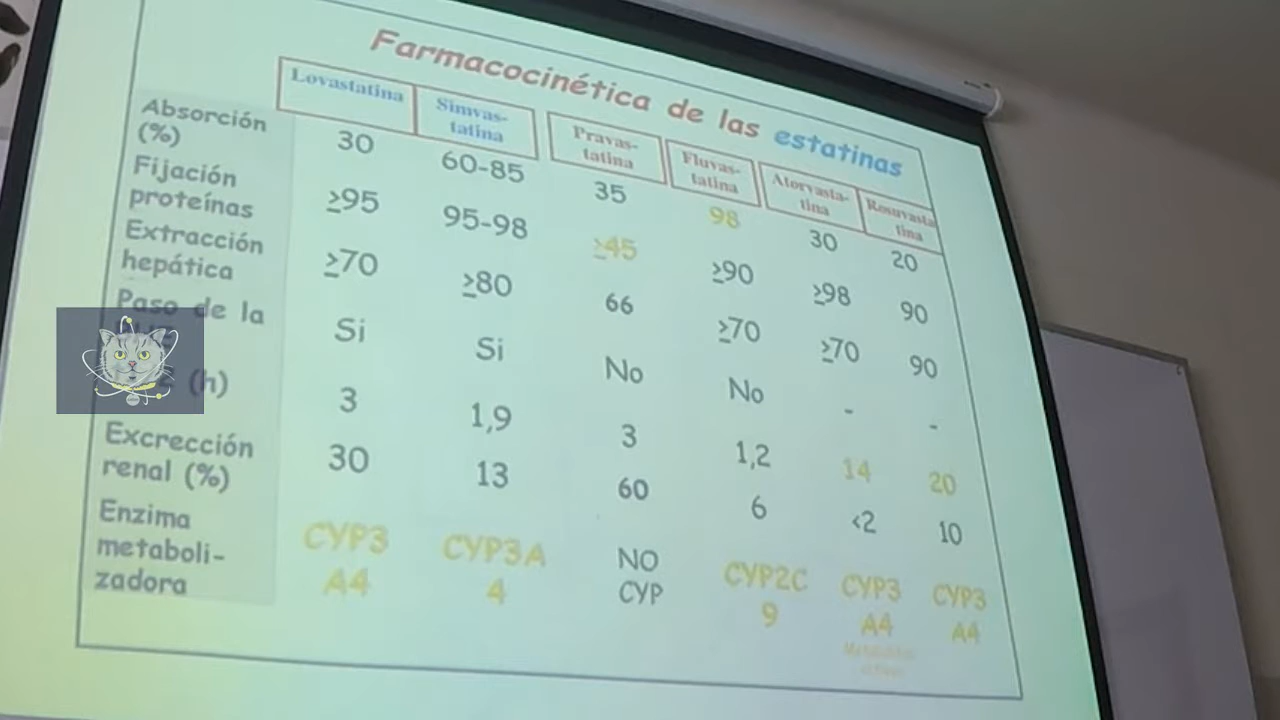 Farmacocinética de las estatinas
Lovastatina Simvas- Pravas- Fluvas- Atorvasta- Rosuvasta
tatina tatina tatina tina tina
Absorción
(%) 30 60-85 35 98 30 20
Fijación
proteínas ≥95 95-98 ≥45 ≥90 ≥98 90
Extracción
hepática ≥70 ≥80 66 ≥70 ≥70 90
Paso de la
Si Si No No - -
(h) 3 1,9 3 1,2 14 20
Excrección
renal (%) 30 13 60 6 <2 10
Enzima
metaboli-
zadora
CYP3 CYP3A NO CYP2C CYP3 CYP3
A4 4 CYP 9 A4 A4